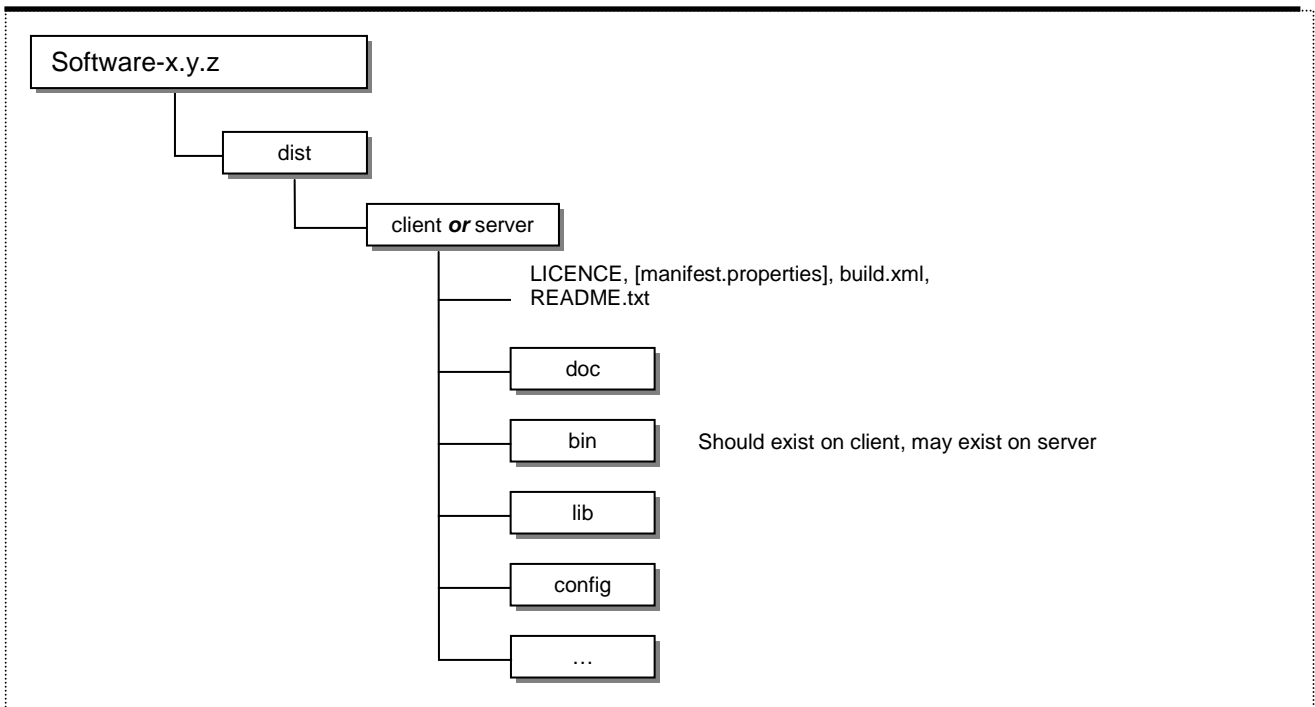 Software-x.y.z
dist
client or server
LICENCE, [manifest.properties], build.xml,
README.txt
doc
bin
Should exist on client, may exist on server
lib
config
…